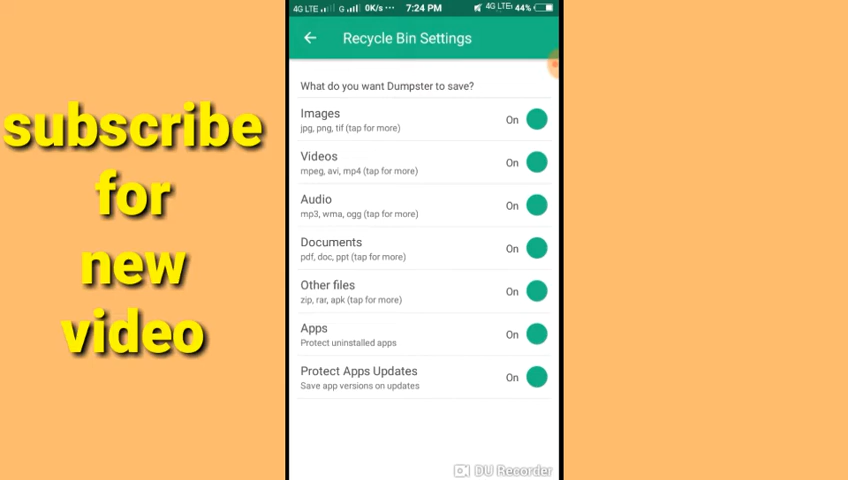 subscribe
for
new
video
4G LTE G 0K/s ··· 7:24 PM 4G LTE 44%
Recycle Bin Settings
What do you want Dumpster to save?
Images
On
jpg, png, tif (tap for more)
Videos
On
mpeg, avi, mp4 (tap for more)
Audio
On
mp3, wma, ogg (tap for more)
Documents
On
pdf, doc, ppt (tap for more)
Other files
On
zip, rar, apk (tap for more)
Apps
On
Protect uninstalled apps
Protect Apps Updates
On
Save app versions on updates
DU Recorder